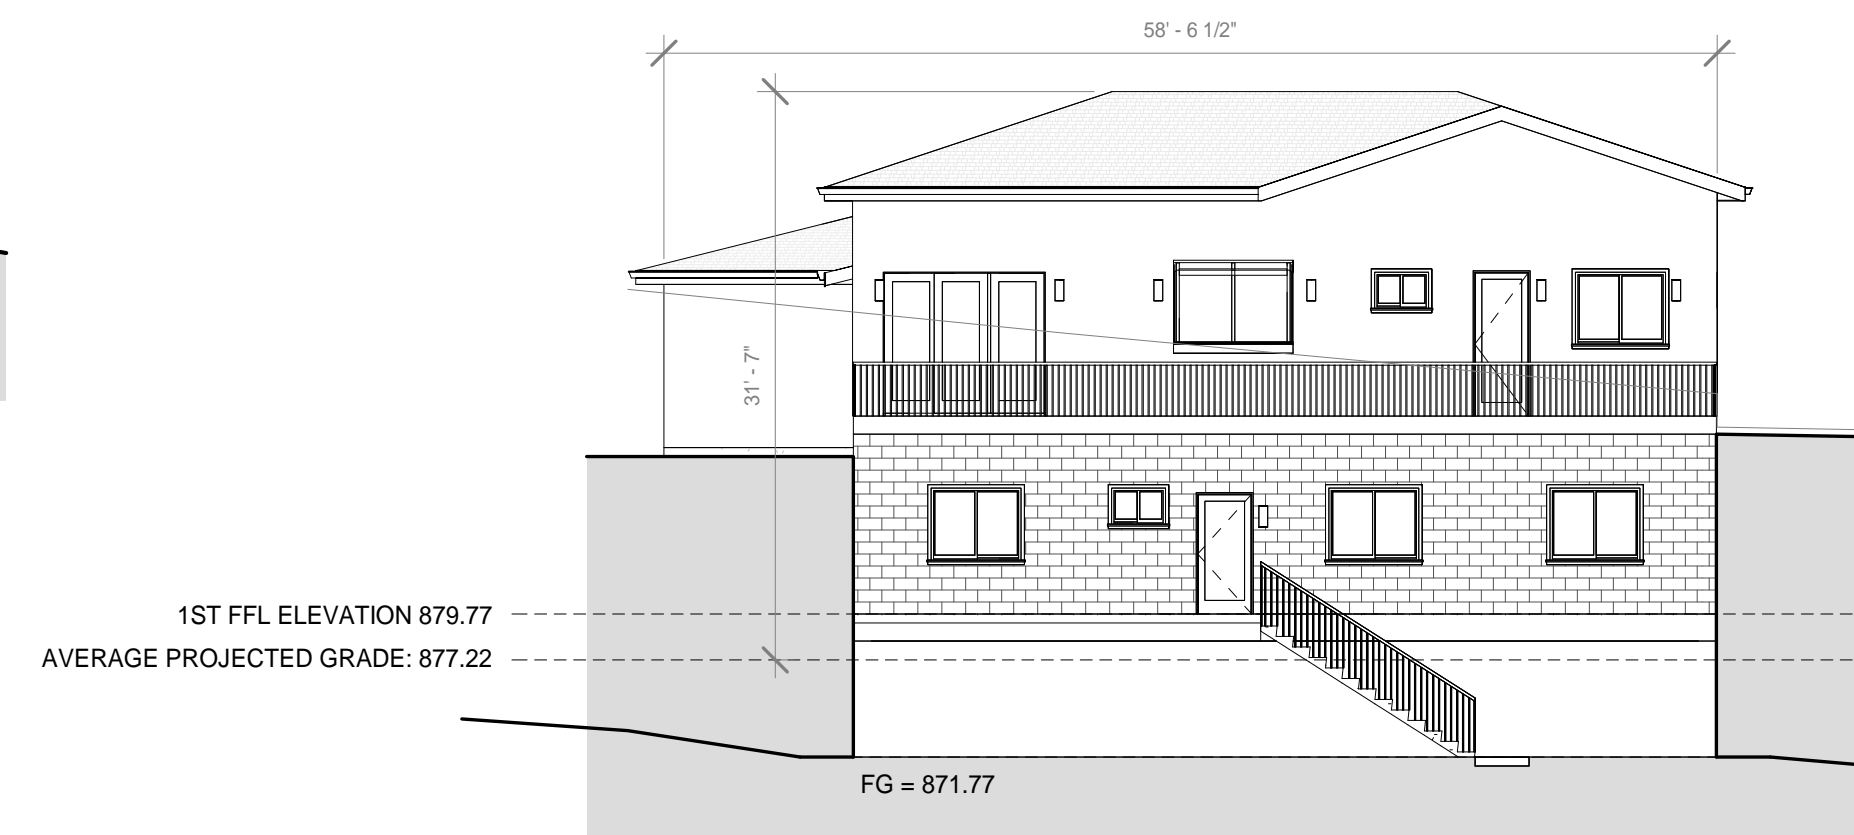 58' - 6 1/2"
31' - 7"
1ST FFL ELEVATION 879.77
AVERAGE PROJECTED GRADE: 877.22
FG = 871.77